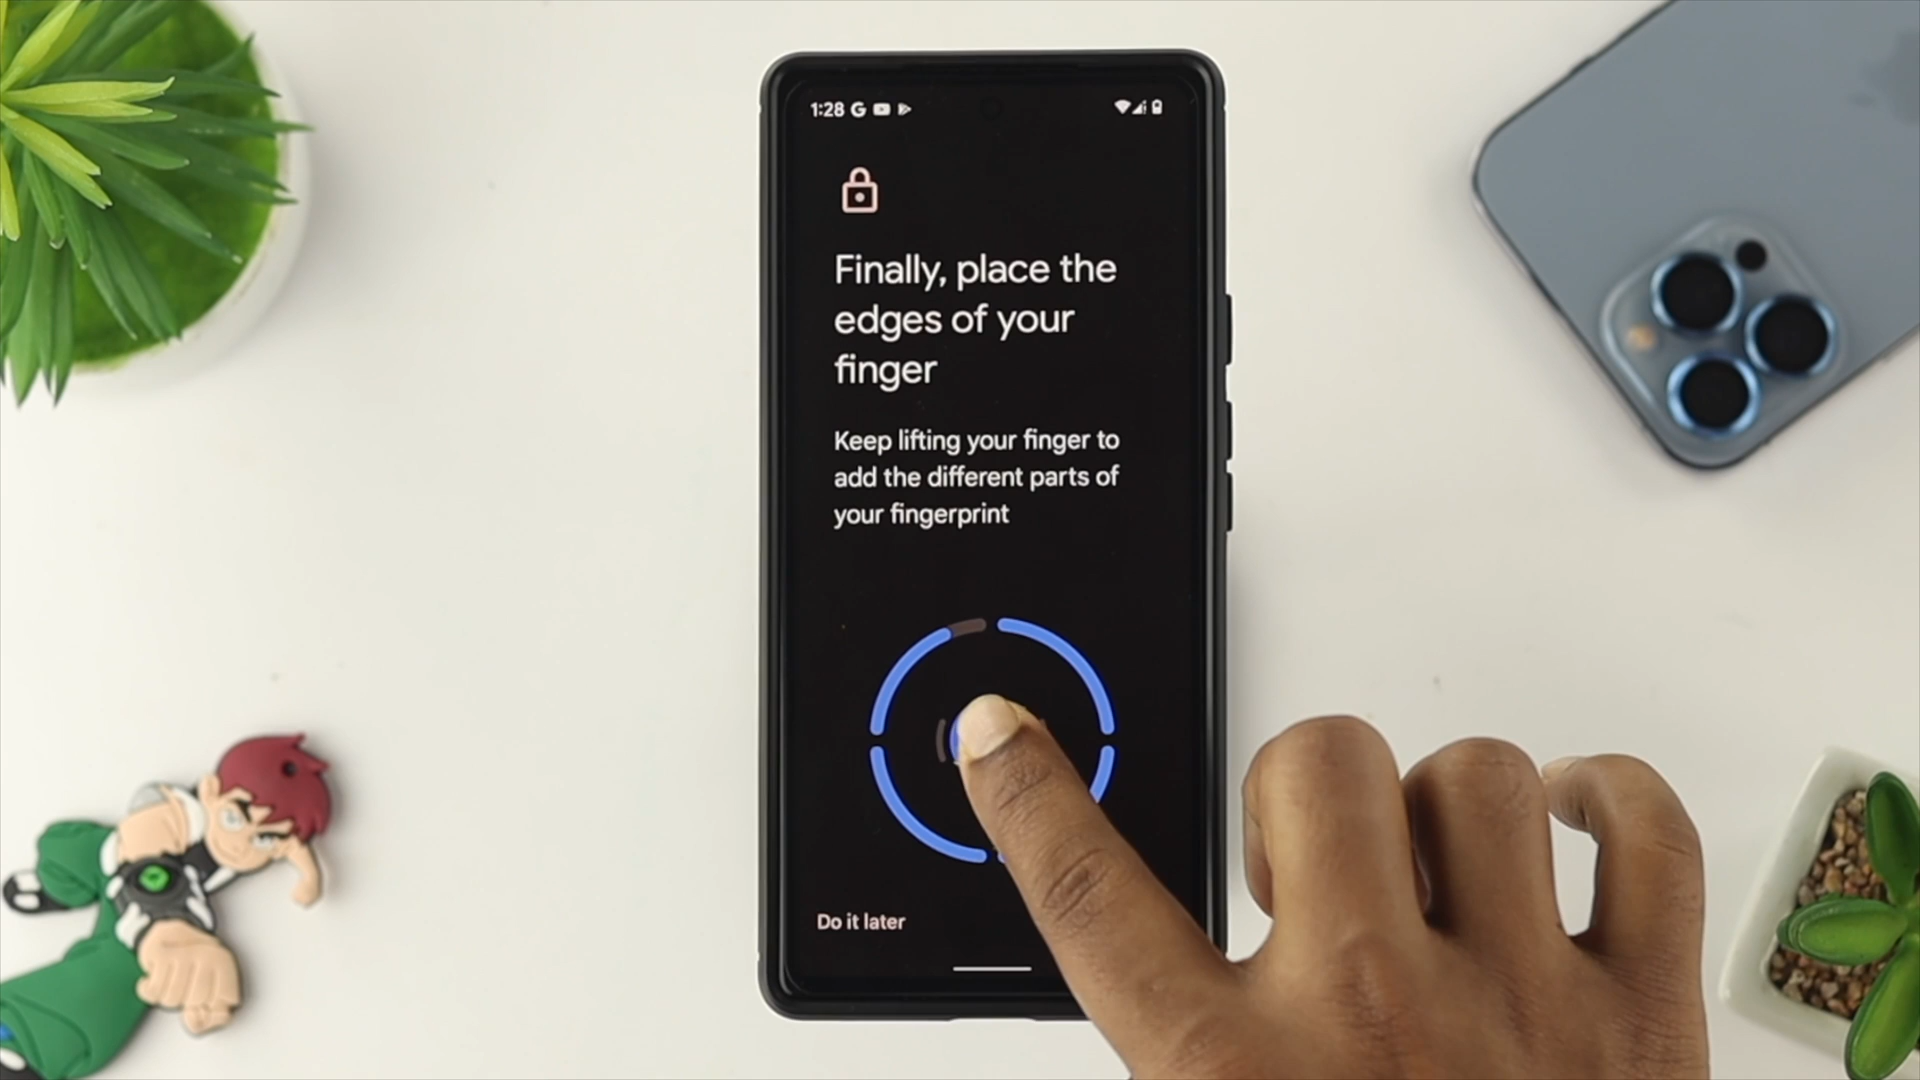 1:28 G
Finally, place the
edges of your
finger
Keep lifting your finger to
add the different parts of
your fingerprint
Do it later